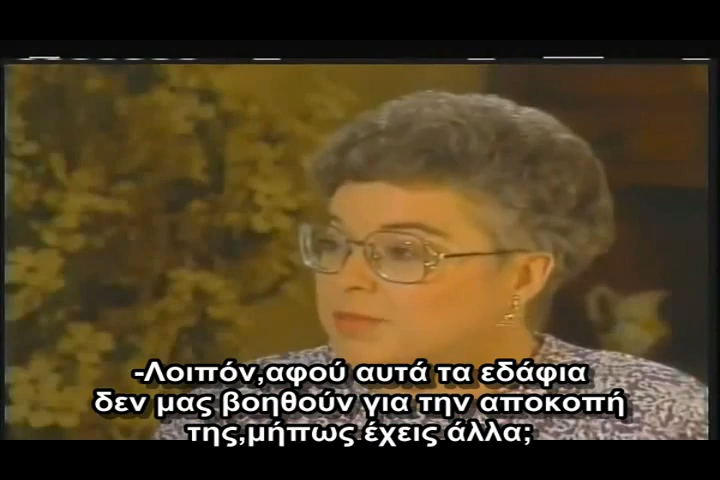 -Λοιπόν,αφού αυτά τα εδάφια
δεν μας βοηθούν για την αποκοπή
της,μήπως έχεις άλλα;